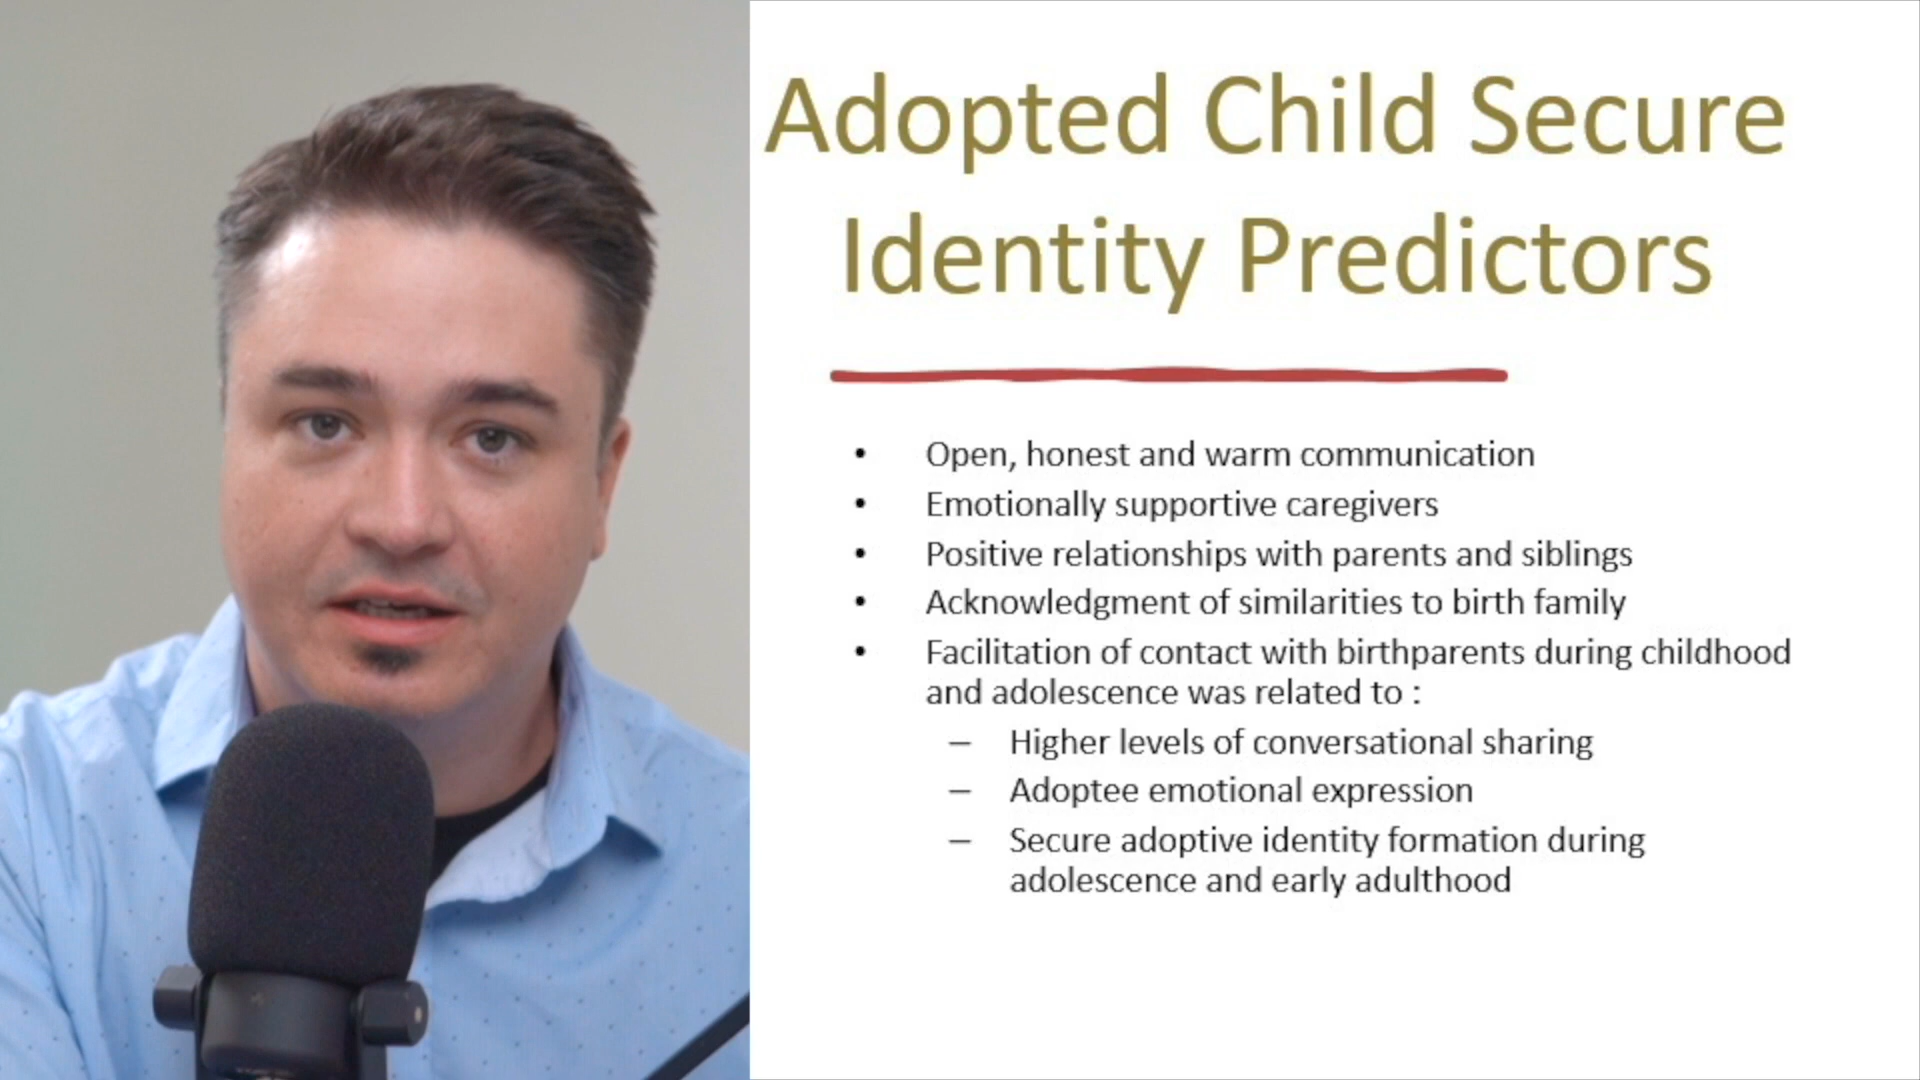 Adopted Child Secure
Identity Predictors
• Open, honest and warm communication
• Emotionally supportive caregivers
• Positive relationships with parents and siblings
• Acknowledgment of similarities to birth family
• Facilitation of contact with birthparents during childhood
and adolescence was related to :
– Higher levels of conversational sharing
– Adoptee emotional expression
– Secure adoptive identity formation during
adolescence and early adulthood